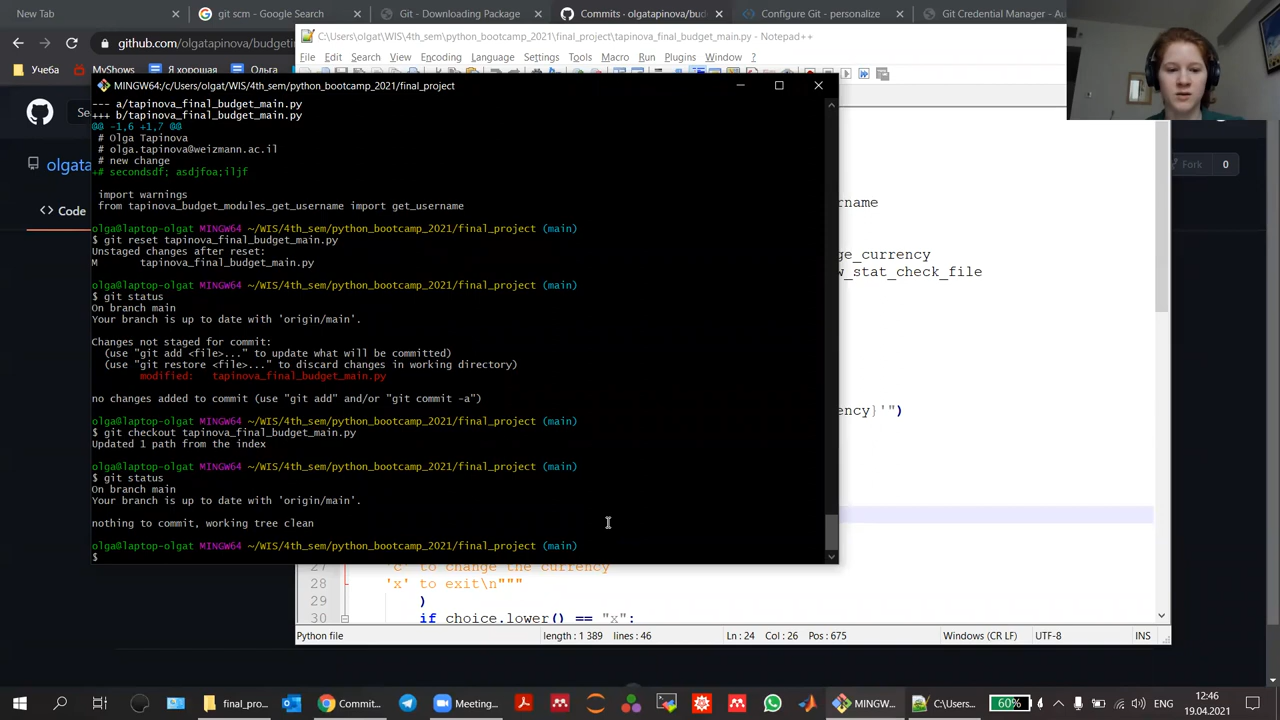 New Tab
git scm - Google Search
Git - Downloading Package
Commits · olgatapinova/budget
Configure Git - personalize
Git Credential Manager - Au
github.com/olgatapinova/budgeti
MyShows
Я хорошая
Ольга
C:\Users\olgat\WIS\4th_sem\python_bootcamp_2021\final_project\tapinova_final_budget_main.py - Notepad++
File Edit Search View Encoding Language Settings Tools Macro Run Plugins Window ?
MINGW64:/c/Users/olgat/WIS/4th_sem/python_bootcamp_2021/final_project
--- a/tapinova_final_budget_main.py
+++ b/tapinova_final_budget_main.py
@@ -1,6 +1,7 @@
# Olga Tapinova
# olga.tapinova@weizmann.ac.il
# new change
+# secondsdf; asdjfoa;iljf
import warnings
from tapinova_budget_modules_get_username import get_username
olga@laptop-olgat MINGW64 ~/WIS/4th_sem/python_bootcamp_2021/final_project (main)
$ git reset tapinova_final_budget_main.py
Unstaged changes after reset:
M tapinova_final_budget_main.py
olga@laptop-olgat MINGW64 ~/WIS/4th_sem/python_bootcamp_2021/final_project (main)
$ git status
On branch main
Your branch is up to date with 'origin/main'.
Changes not staged for commit:
(use "git add <file>..." to update what will be committed)
(use "git restore <file>..." to discard changes in working directory)
modified: tapinova_final_budget_main.py
no changes added to commit (use "git add" and/or "git commit -a")
olga@laptop-olgat MINGW64 ~/WIS/4th_sem/python_bootcamp_2021/final_project (main)
$ git checkout tapinova_final_budget_main.py
Updated 1 path from the index
olga@laptop-olgat MINGW64 ~/WIS/4th_sem/python_bootcamp_2021/final_project (main)
$ git status
On branch main
Your branch is up to date with 'origin/main'.
nothing to commit, working tree clean
olga@laptop-olgat MINGW64 ~/WIS/4th_sem/python_bootcamp_2021/final_project (main)
$
Se
olgata
Code
Fork 0
rname
ge_currency
w_stat_check_file
ency}'")
27 'c' to change the currency
28 'x' to exit\n"""
29 )
30 if choice.lower() == "x":
Python file length : 1 389 lines : 46 Ln : 24 Col : 26 Pos : 675 Windows (CR LF) UTF-8 INS
final_pro...
Commit...
Meeting...
MINGW...
C:\Users...
60%
ENG
12:46
19.04.2021